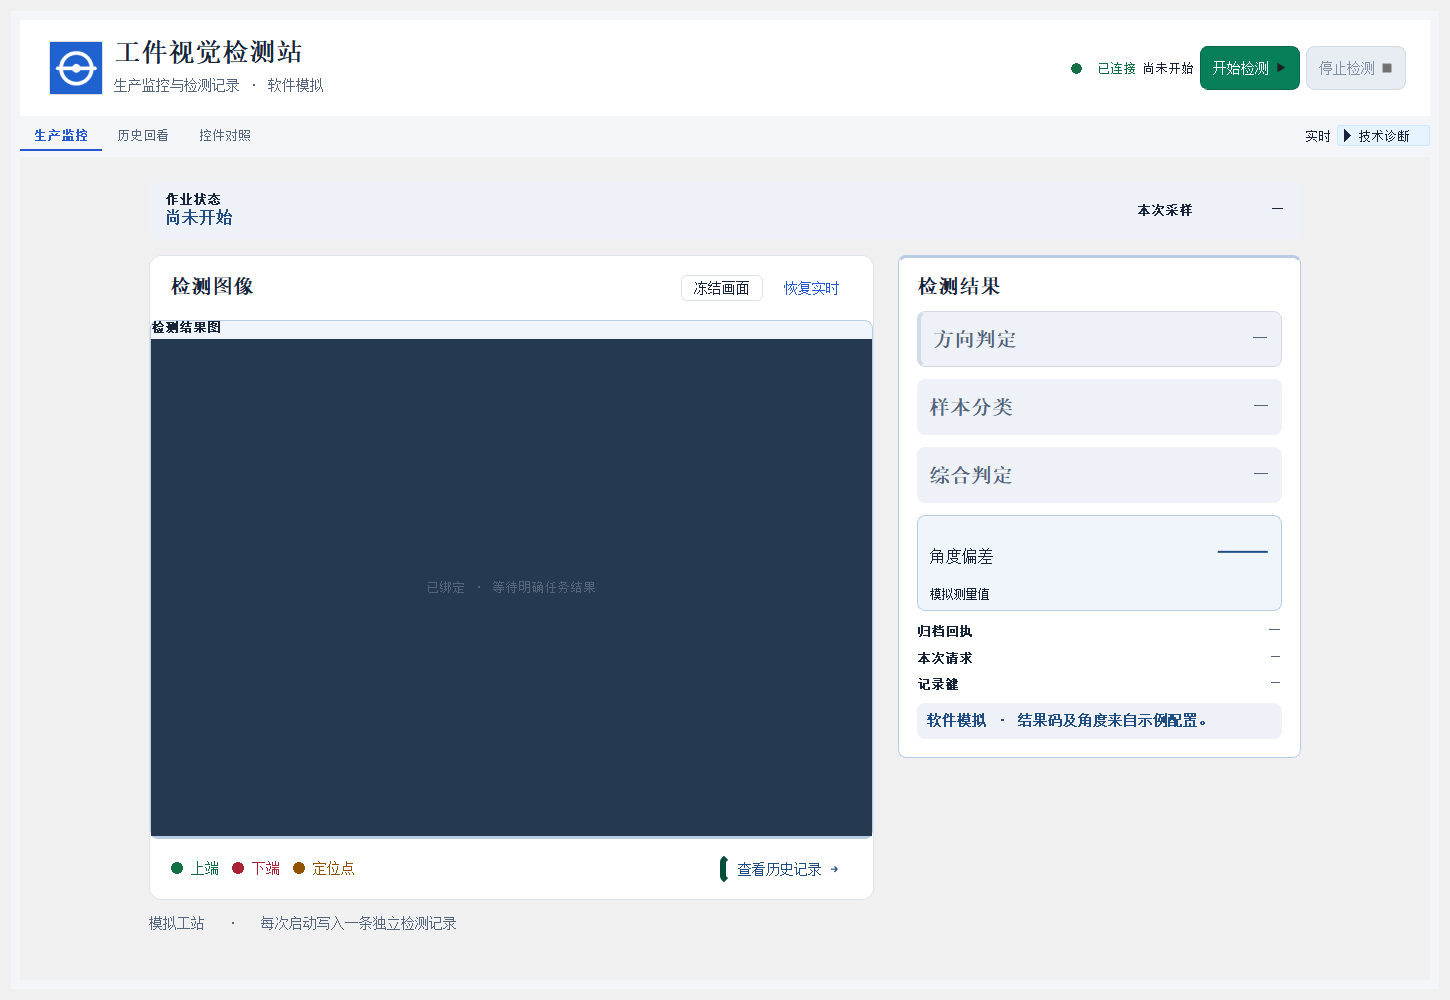 工件视觉检测站
生产监控与检测记录 · 软件模拟
已连接 尚未开始 开始检测 ▶ 停止检测 ■
生产监控 历史回看 控件对照
实时 ▶ 技术诊断
作业状态
尚未开始
本次采样 —
检测图像
冻结画面 恢复实时
检测结果图
已绑定 · 等待明确任务结果
上端 下端 定位点
查看历史记录 →
检测结果
方向判定 —
样本分类 —
综合判定 —
角度偏差 —
模拟测量值
归档回执 —
本次请求 —
记录键 —
软件模拟 · 结果码及角度来自示例配置。
模拟工站 · 每次启动写入一条独立检测记录